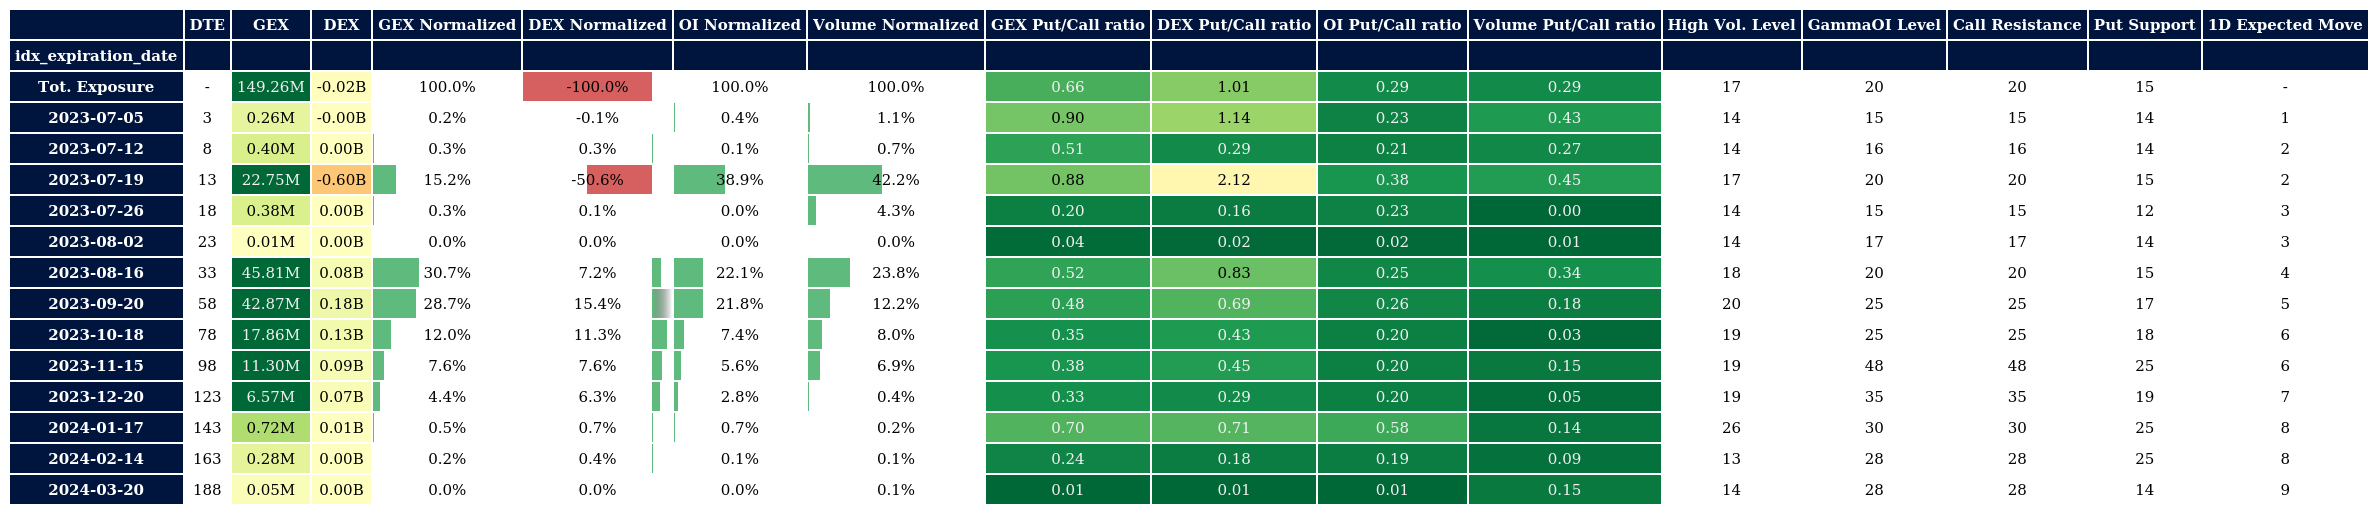 DTE GEX DEX GEX Normalized DEX Normalized OI Normalized Volume Normalized GEX Put/Call ratio DEX Put/Call ratio OI Put/Call ratio Volume Put/Call ratio High Vol. Level GammaOI Level Call Resistance Put Support 1D Expected Move
idx_expiration_date
Tot. Exposure - 149.26M -0.02B 100.0% -100.0% 100.0% 100.0% 0.66 1.01 0.29 0.29 17 20 20 15 -
2023-07-05 3 0.26M -0.00B 0.2% -0.1% 0.4% 1.1% 0.90 1.14 0.23 0.43 14 15 15 14 1
2023-07-12 8 0.40M 0.00B 0.3% 0.3% 0.1% 0.7% 0.51 0.29 0.21 0.27 14 16 16 14 2
2023-07-19 13 22.75M -0.60B 15.2% -50.6% 38.9% 42.2% 0.88 2.12 0.38 0.45 17 20 20 15 2
2023-07-26 18 0.38M 0.00B 0.3% 0.1% 0.0% 4.3% 0.20 0.16 0.23 0.00 14 15 15 12 3
2023-08-02 23 0.01M 0.00B 0.0% 0.0% 0.0% 0.0% 0.04 0.02 0.02 0.01 14 17 17 14 3
2023-08-16 33 45.81M 0.08B 30.7% 7.2% 22.1% 23.8% 0.52 0.83 0.25 0.34 18 20 20 15 4
2023-09-20 58 42.87M 0.18B 28.7% 15.4% 21.8% 12.2% 0.48 0.69 0.26 0.18 20 25 25 17 5
2023-10-18 78 17.86M 0.13B 12.0% 11.3% 7.4% 8.0% 0.35 0.43 0.20 0.03 19 25 25 18 6
2023-11-15 98 11.30M 0.09B 7.6% 7.6% 5.6% 6.9% 0.38 0.45 0.20 0.15 19 48 48 25 6
2023-12-20 123 6.57M 0.07B 4.4% 6.3% 2.8% 0.4% 0.33 0.29 0.20 0.05 19 35 35 19 7
2024-01-17 143 0.72M 0.01B 0.5% 0.7% 0.7% 0.2% 0.70 0.71 0.58 0.14 26 30 30 25 8
2024-02-14 163 0.28M 0.00B 0.2% 0.4% 0.1% 0.1% 0.24 0.18 0.19 0.09 13 28 28 25 8
2024-03-20 188 0.05M 0.00B 0.0% 0.0% 0.0% 0.1% 0.01 0.01 0.01 0.15 14 28 28 14 9